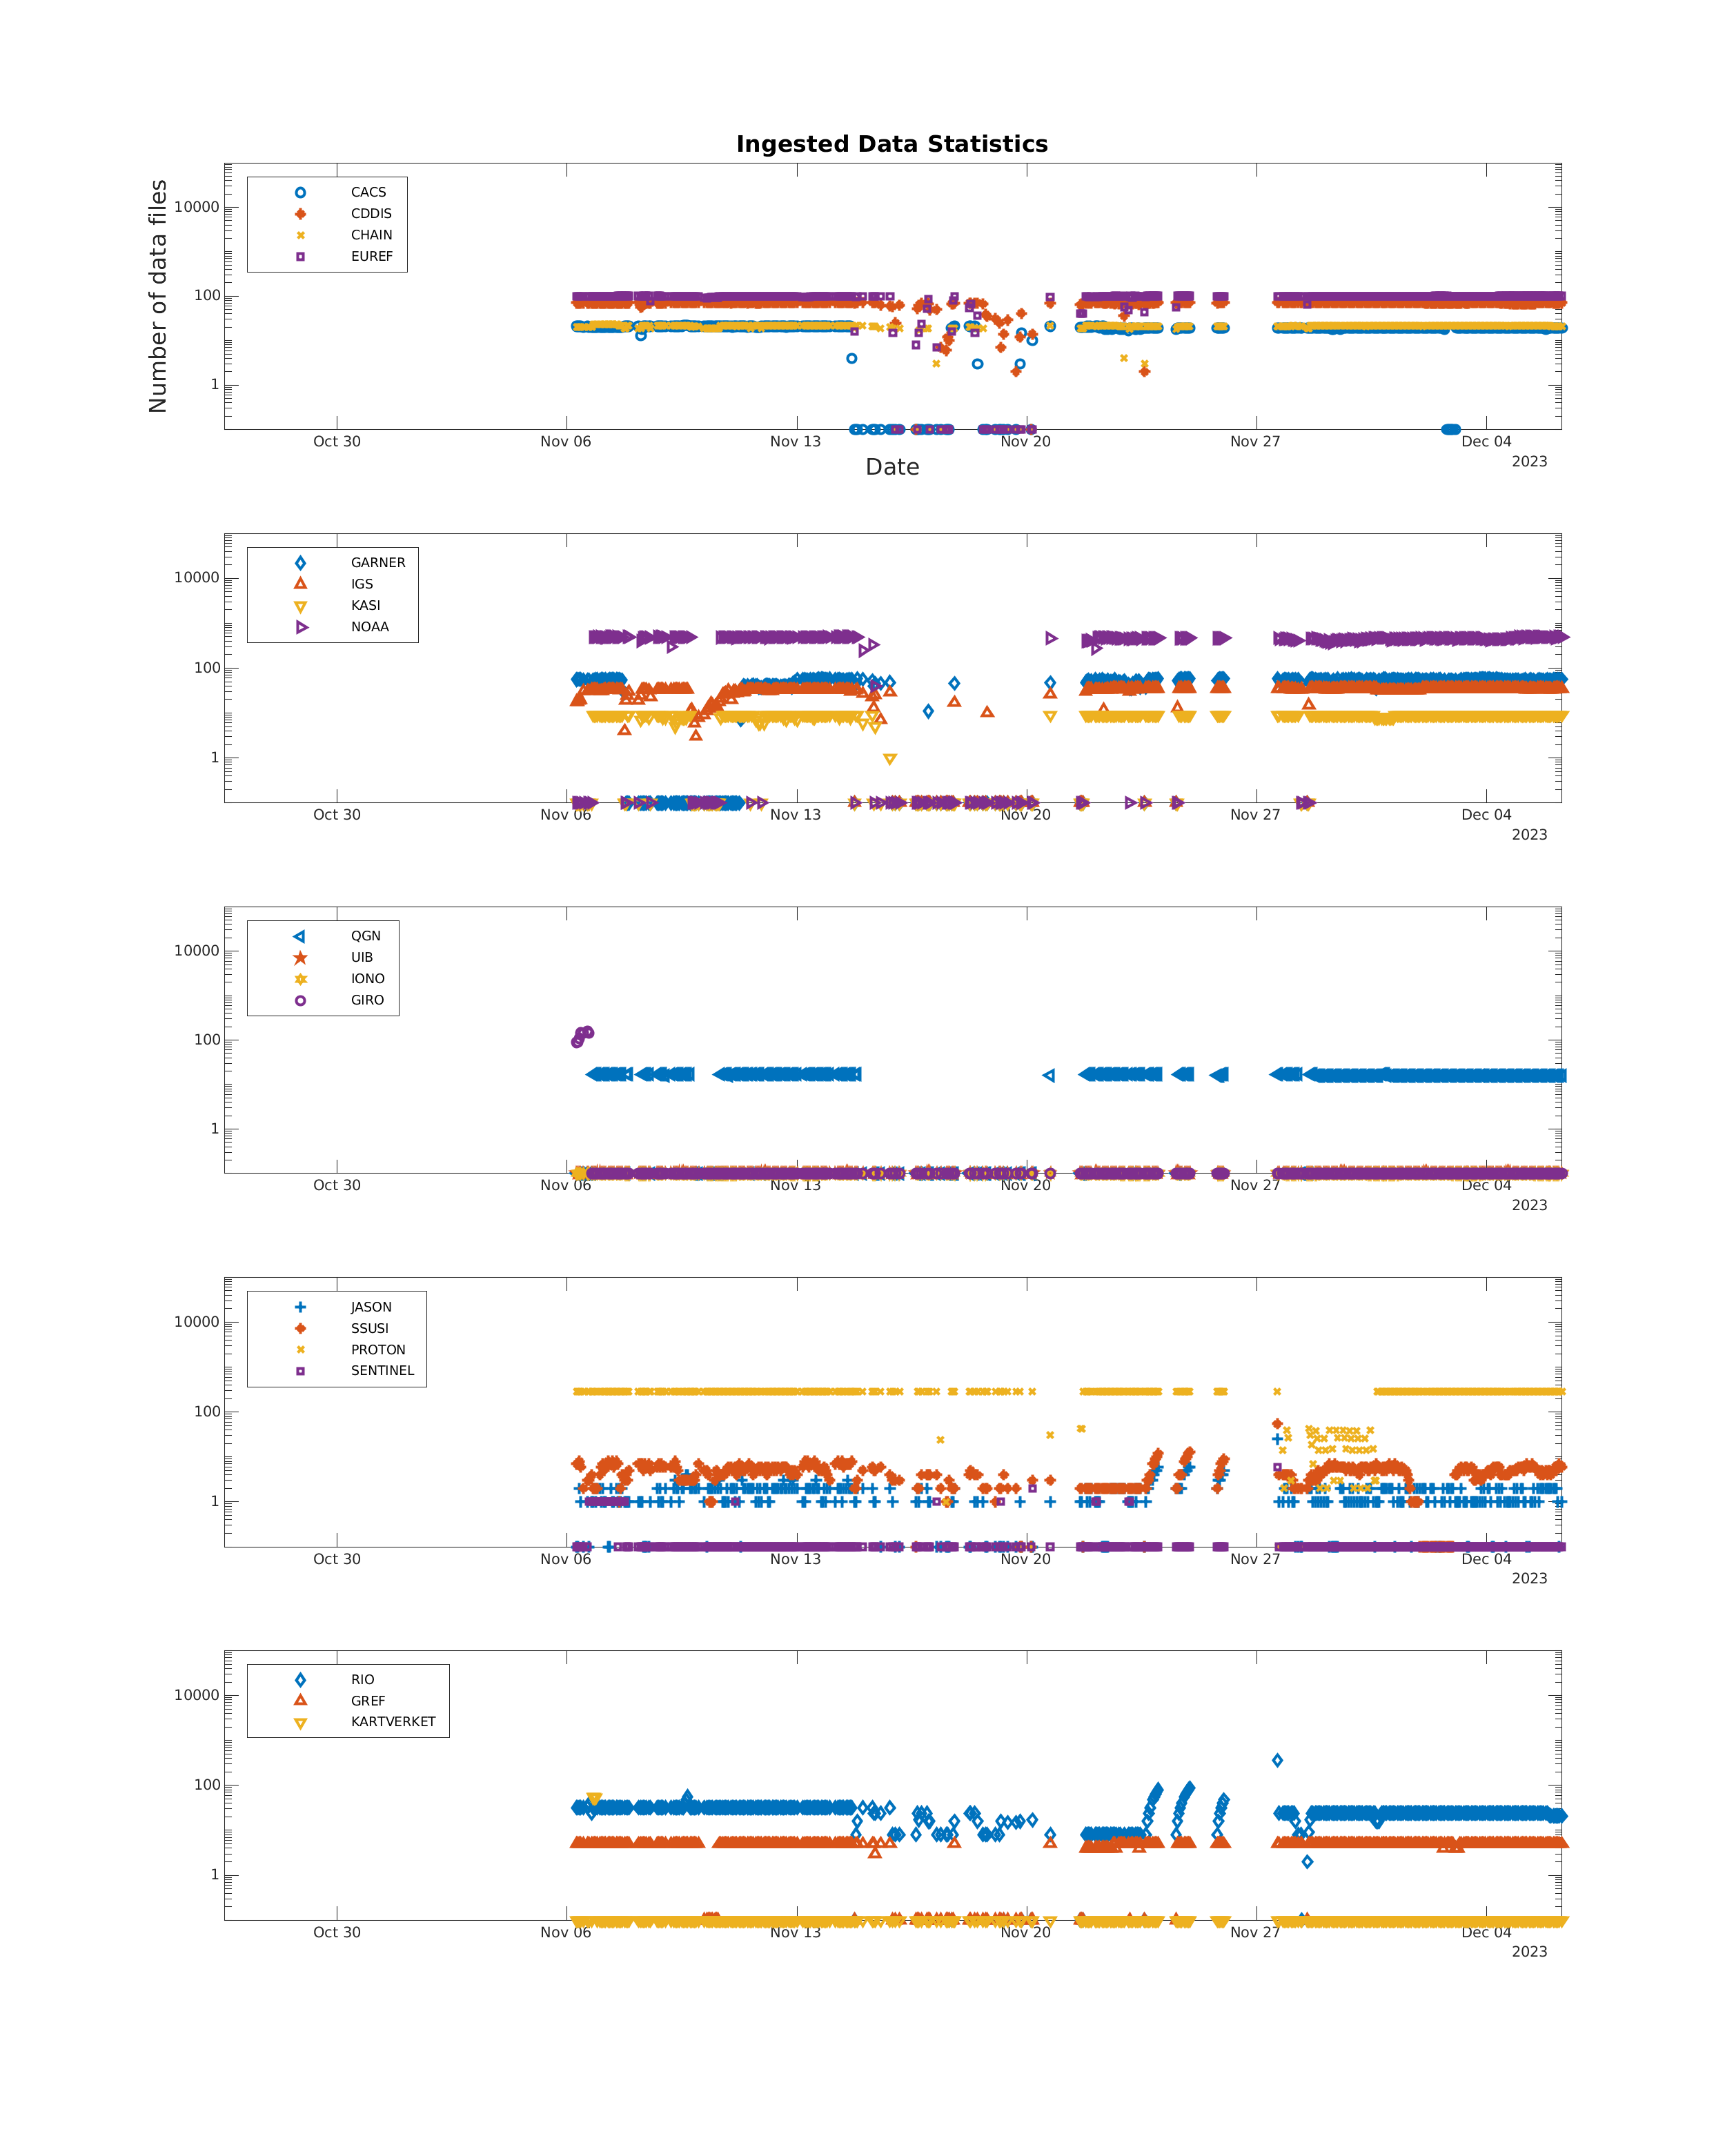 Ingested Data Statistics
Number of data files
10000
100
1
CACS
CDDIS
CHAIN
EUREF
Oct 30
Nov 06
Nov 13
Nov 20
Nov 27
Dec 04
2023
Date
10000
100
1
GARNER
IGS
KASI
NOAA
Oct 30
Nov 06
Nov 13
Nov 20
Nov 27
Dec 04
2023
10000
100
1
QGN
UIB
IONO
GIRO
Oct 30
Nov 06
Nov 13
Nov 20
Nov 27
Dec 04
2023
10000
100
1
JASON
SSUSI
PROTON
SENTINEL
Oct 30
Nov 06
Nov 13
Nov 20
Nov 27
Dec 04
2023
10000
100
1
RIO
GREF
KARTVERKET
Oct 30
Nov 06
Nov 13
Nov 20
Nov 27
Dec 04
2023